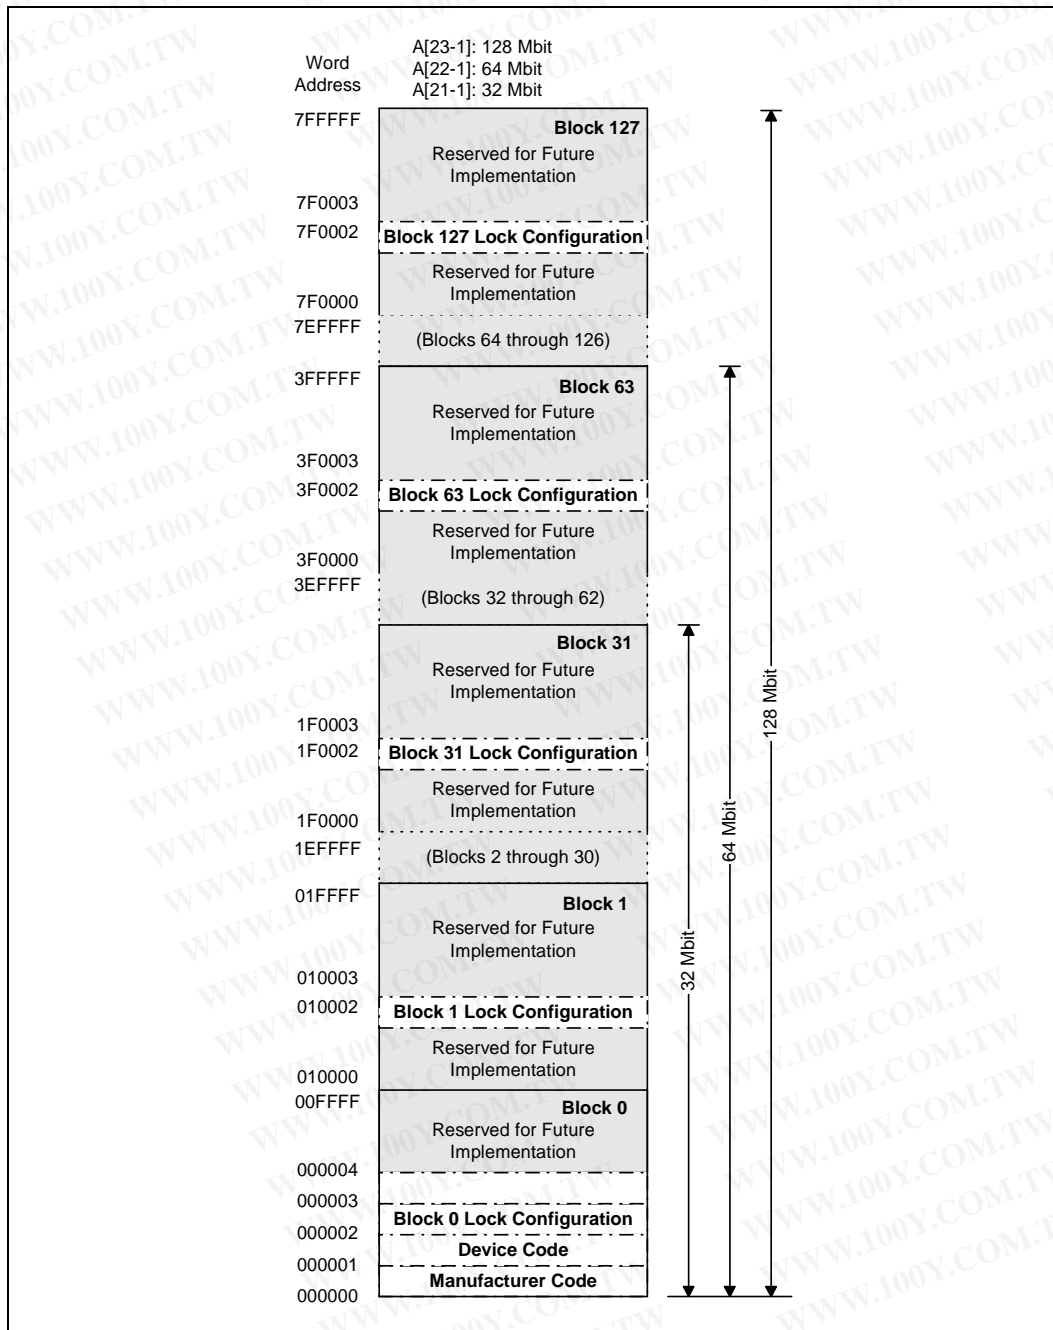 Word
Address
A[23-1]: 128 Mbit
A[22-1]: 64 Mbit
A[21-1]: 32 Mbit
7FFFFF
Block 127
Reserved for Future
Implementation
7F0003
7F0002
Block 127 Lock Configuration
Reserved for Future
Implementation
7F0000
7EFFFF
(Blocks 64 through 126)
3FFFFF
Block 63
Reserved for Future
Implementation
3F0003
3F0002
Block 63 Lock Configuration
Reserved for Future
Implementation
3F0000
3EFFFF
(Blocks 32 through 62)
Block 31
Reserved for Future
Implementation
1F0003
1F0002
Block 31 Lock Configuration
Reserved for Future
Implementation
1F0000
1EFFFF
(Blocks 2 through 30)
01FFFF
Block 1
Reserved for Future
Implementation
010003
010002
Block 1 Lock Configuration
Reserved for Future
Implementation
010000
00FFFF
Block 0
Reserved for Future
Implementation
000004
000003
Block 0 Lock Configuration
000002
Device Code
000001
Manufacturer Code
000000
32 Mbit
64 Mbit
128 Mbit
WWW.100Y.COM.TW